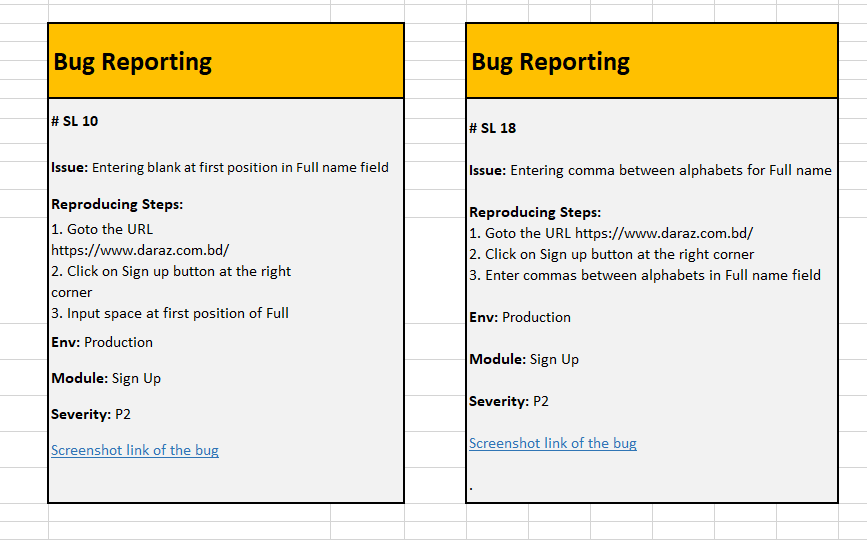 Bug Reporting
# SL 10
Issue: Entering blank at first position in Full name field
Reproducing Steps:
1. Goto the URL
https://www.daraz.com.bd/
2. Click on Sign up button at the right
corner
3. Input space at first position of Full
Env: Production
Module: Sign Up
Severity: P2
Screenshot link of the bug
Bug Reporting
# SL 18
Issue: Entering comma between alphabets for Full name
Reproducing Steps:
1. Goto the URL https://www.daraz.com.bd/
2. Click on Sign up button at the right corner
3. Enter commas between alphabets in Full name field
Env: Production
Module: Sign Up
Severity: P2
Screenshot link of the bug
.